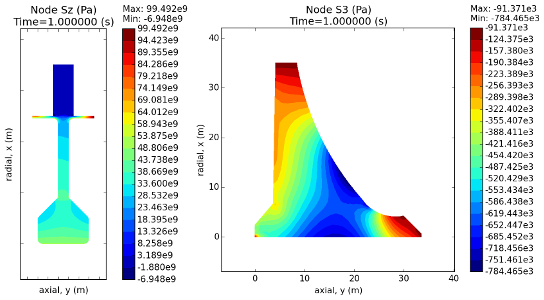 Node Sz (Pa)
Time=1.000000 (s)
Max: 99.492e9
Min: -6.948e9
99.492e9
94.423e9
89.355e9
84.286e9
79.218e9
74.149e9
69.081e9
64.012e9
58.943e9
53.875e9
48.806e9
43.738e9
38.669e9
33.600e9
28.532e9
23.463e9
18.395e9
13.326e9
8.258e9
3.189e9
-1.880e9
-6.948e9
radial, x (m)
axial, y (m)
Node S3 (Pa)
Time=1.000000 (s)
Max: -91.371e3
Min: -784.465e3
-91.371e3
-124.375e3
-157.380e3
-190.384e3
-223.389e3
-256.393e3
-289.398e3
-322.402e3
-355.407e3
-388.411e3
-421.416e3
-454.420e3
-487.425e3
-520.429e3
-553.434e3
-586.438e3
-619.443e3
-652.447e3
-685.452e3
-718.456e3
-751.461e3
-784.465e3
radial, x (m)
40
30
20
10
0
0 10 20 30 40
axial, y (m)